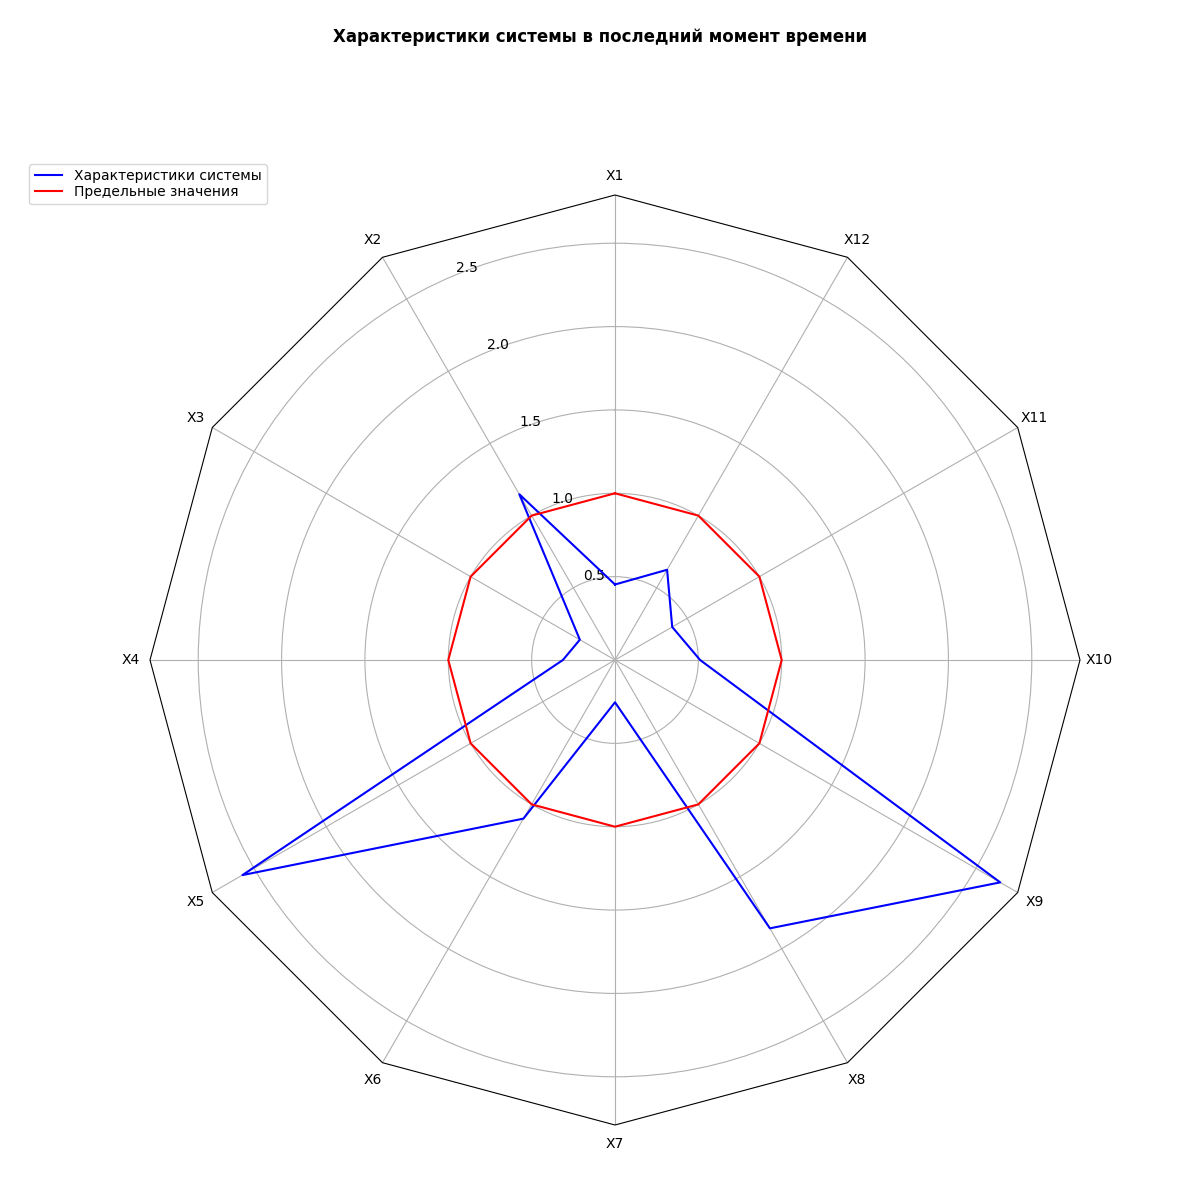 Характеристики системы в последний момент времени
Характеристики системы
Предельные значения
X1
X2
X12
2.5
2.0
X3
X11
1.5
1.0
0.5
X4
X10
X5
X9
X6
X8
X7